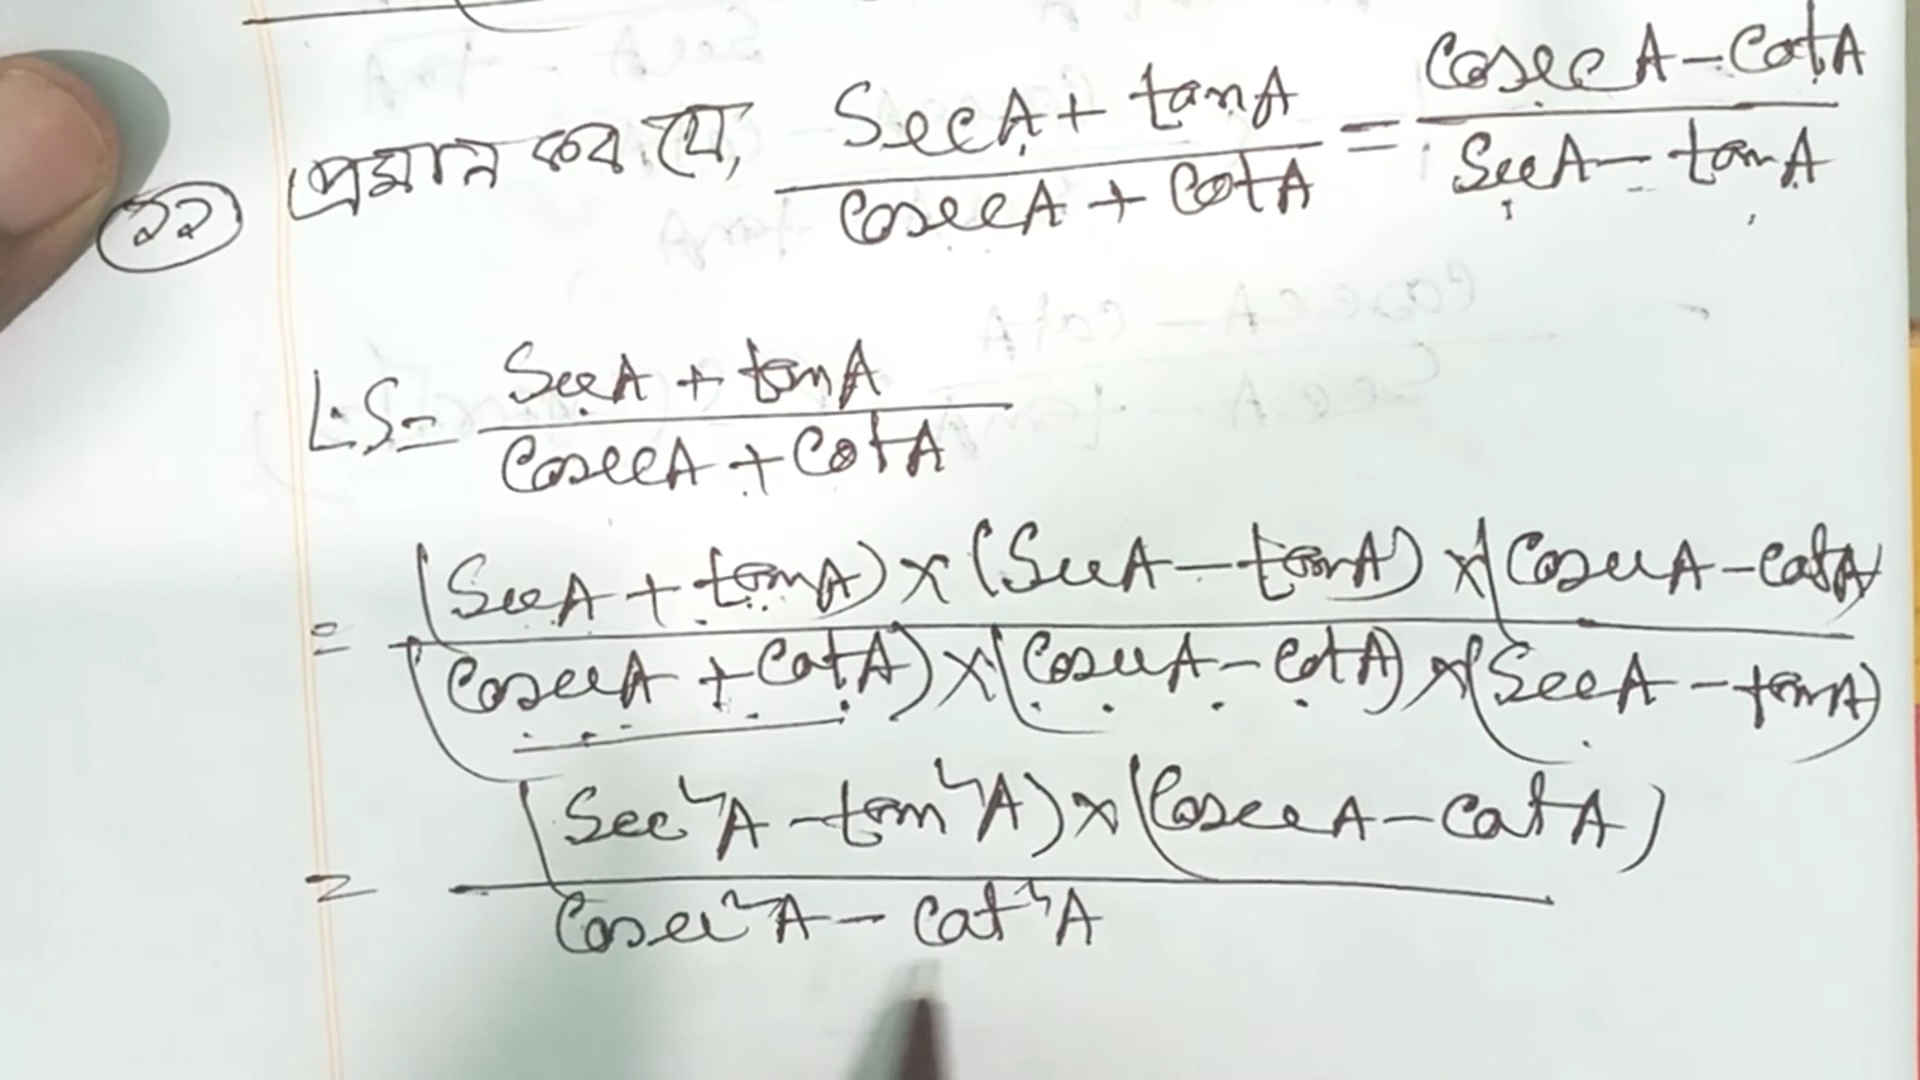 ২২ প্রমান কর যে, SecA + tanA / CosecA + CotA = CosecA - CotA / SecA - tanA
L.S = SecA + tanA / CosecA + CotA
= (SecA + tanA) × (SecA - tanA) × (CosecA - cotA) / (CosecA + CotA) × (CosecA - cotA) × (SecA - tanA)
= (Sec²A - tan²A) × (CosecA - CotA) / Cosec²A - Cot²A